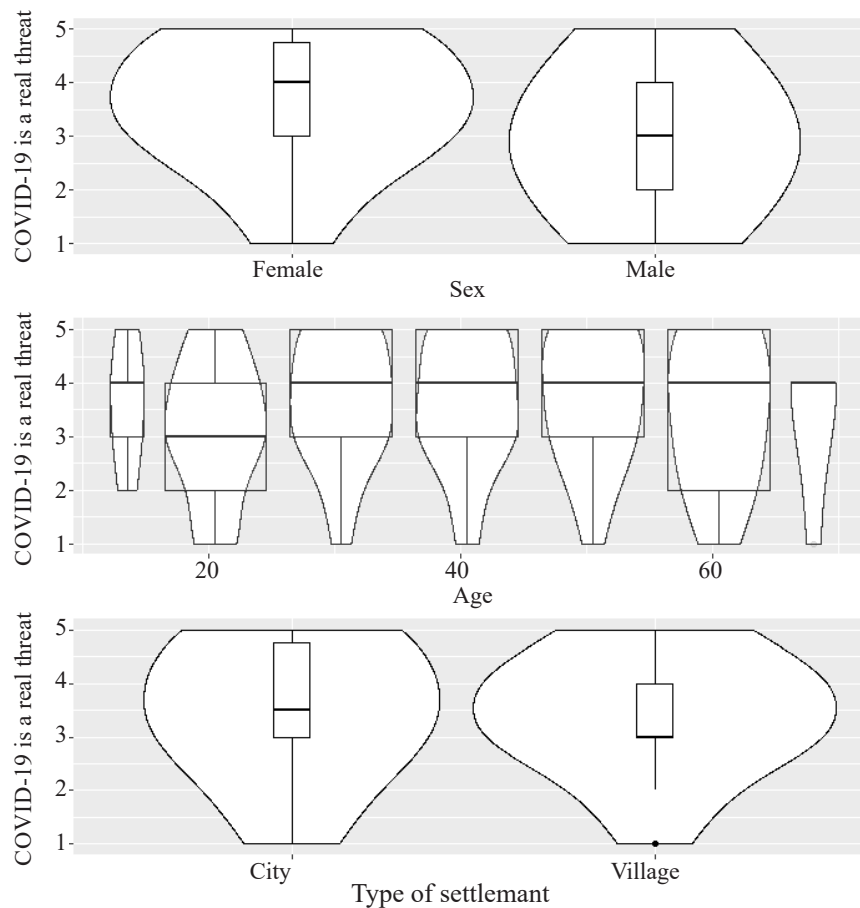 COVID-19 is a real threat
5
4
3
2
1
Female
Male
Sex
COVID-19 is a real threat
5
4
3
2
1
20
40
60
Age
COVID-19 is a real threat
5
4
3
2
1
City
Village
Type of settlemant